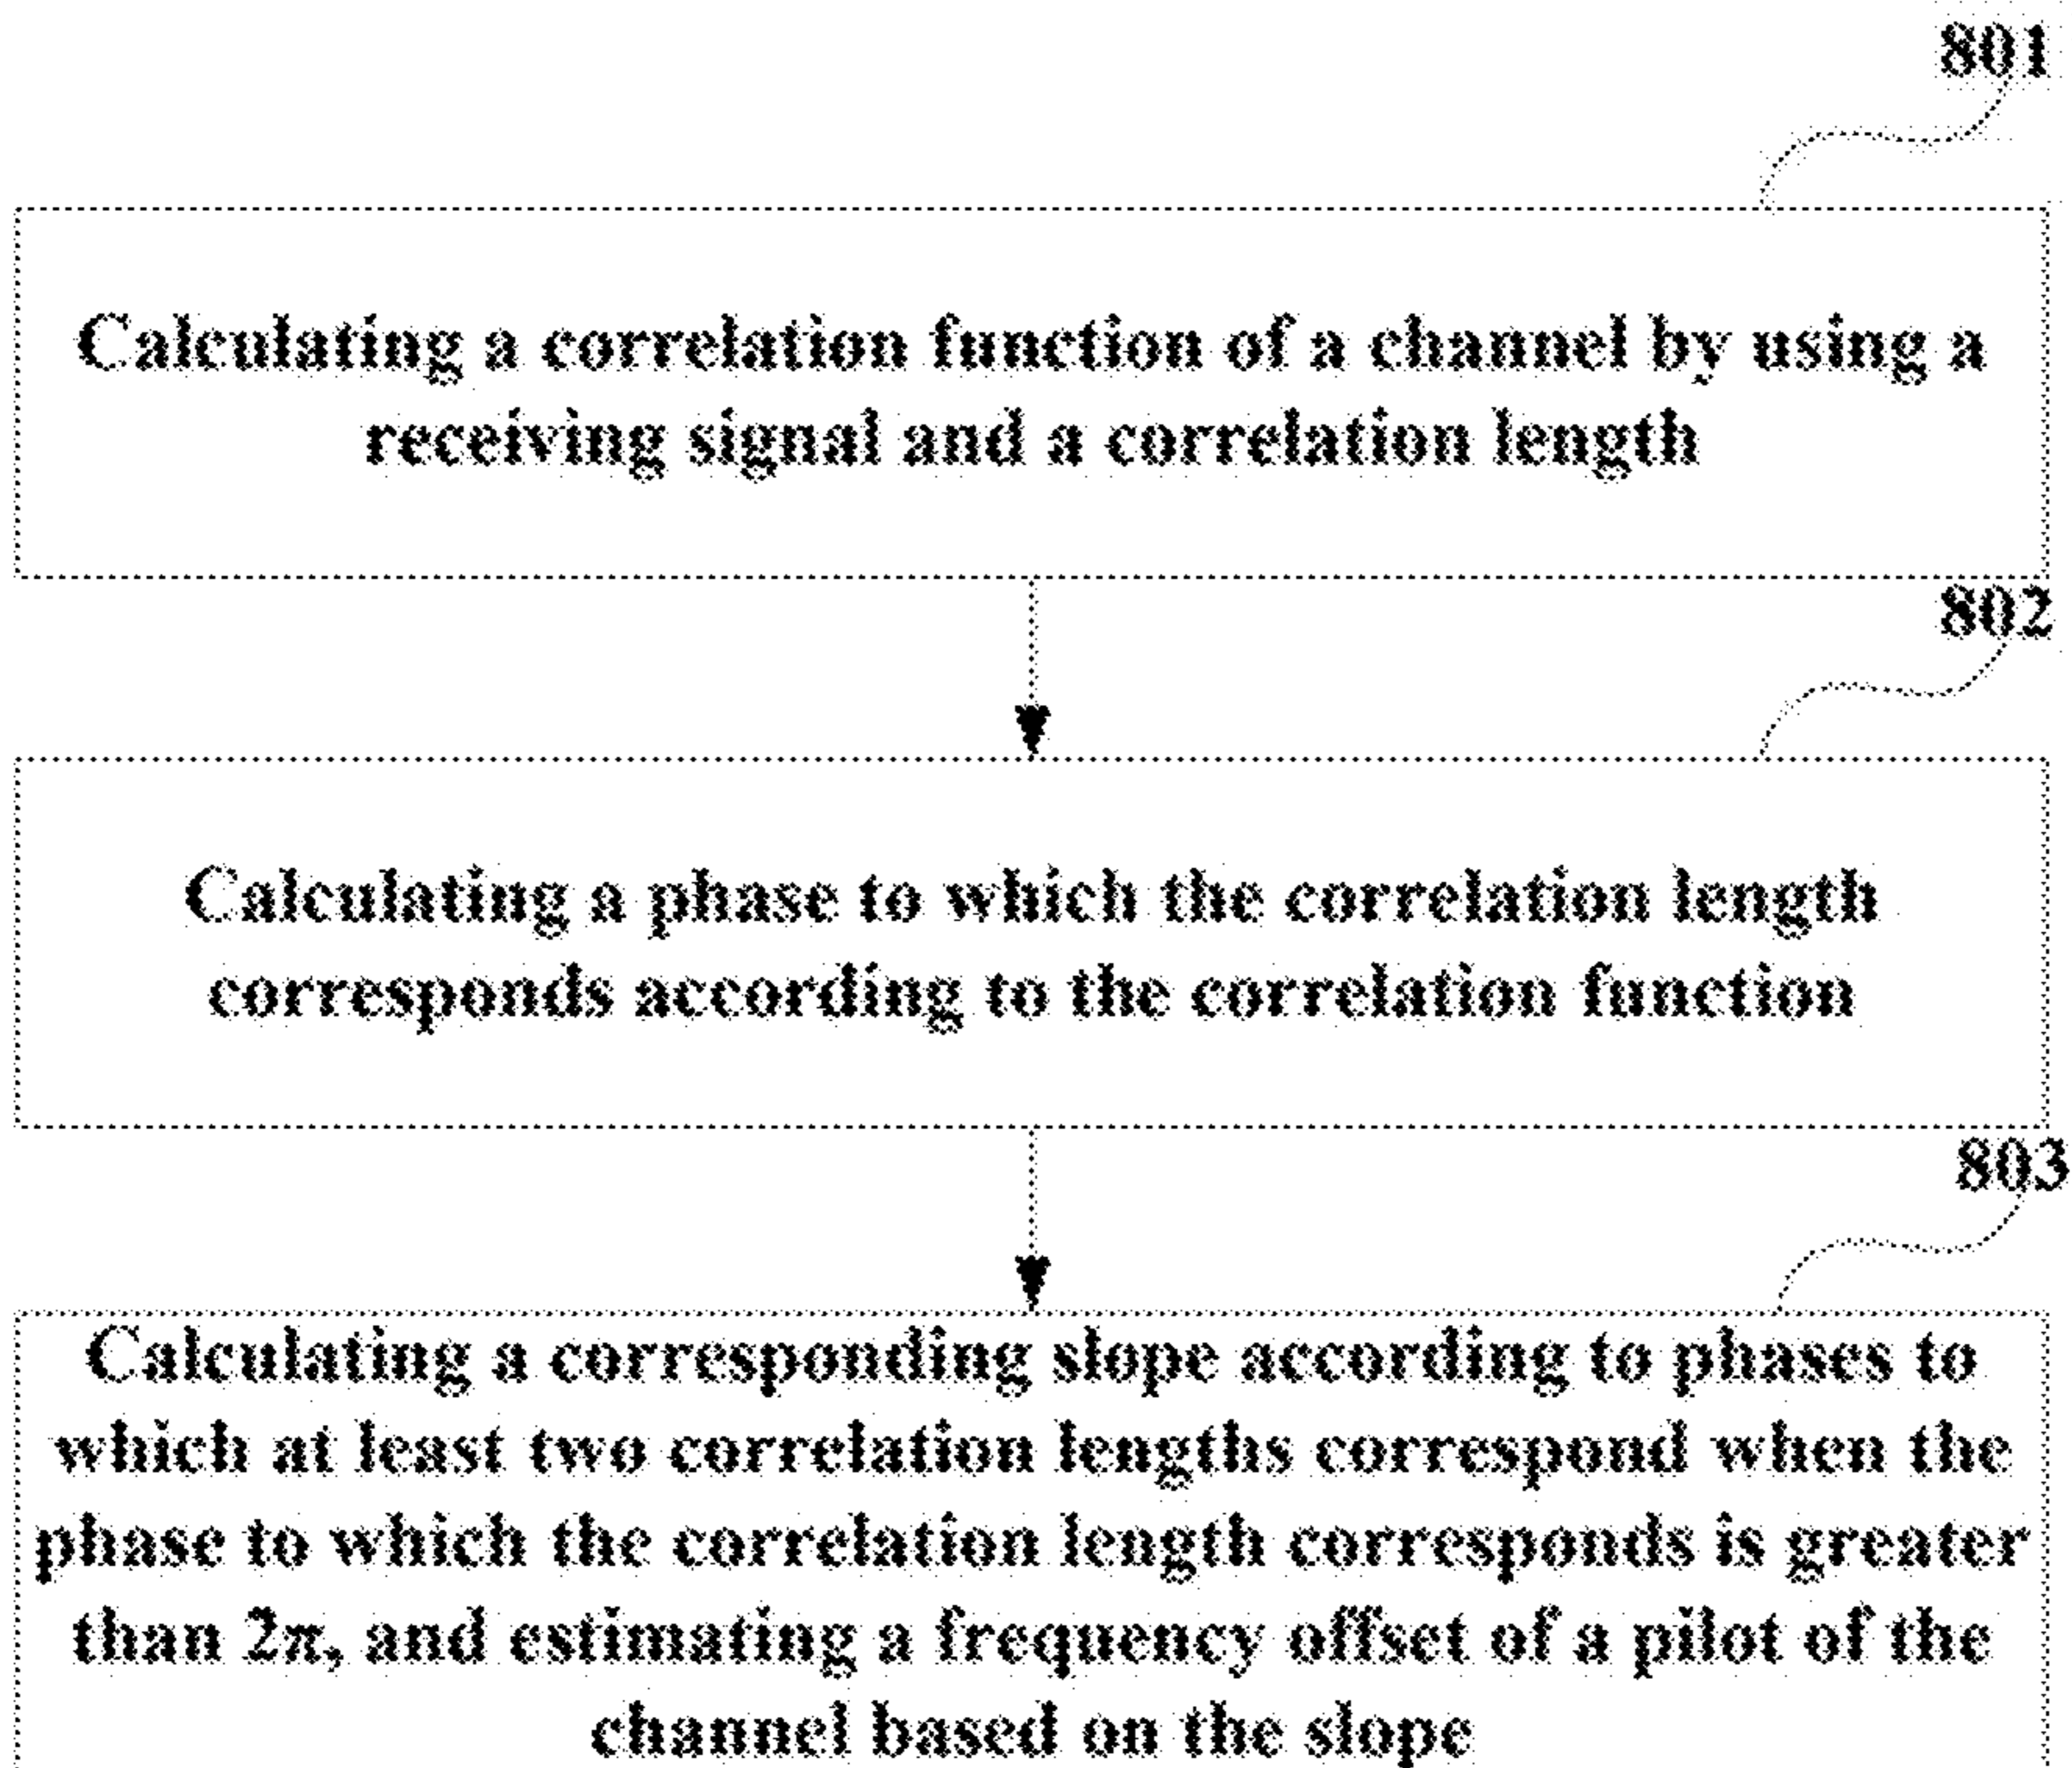 801
Calculating a correlation function of a channel by using a
receiving signal and a correlation length
802
Calculating a phase to which the correlation length
corresponds according to the correlation function
803
Calculating a corresponding slope according to phases to
which at least two correlation lengths correspond when the
phase to which the correlation length corresponds is greater
than 2π, and estimating a frequency offset of a pilot of the
channel based on the slope